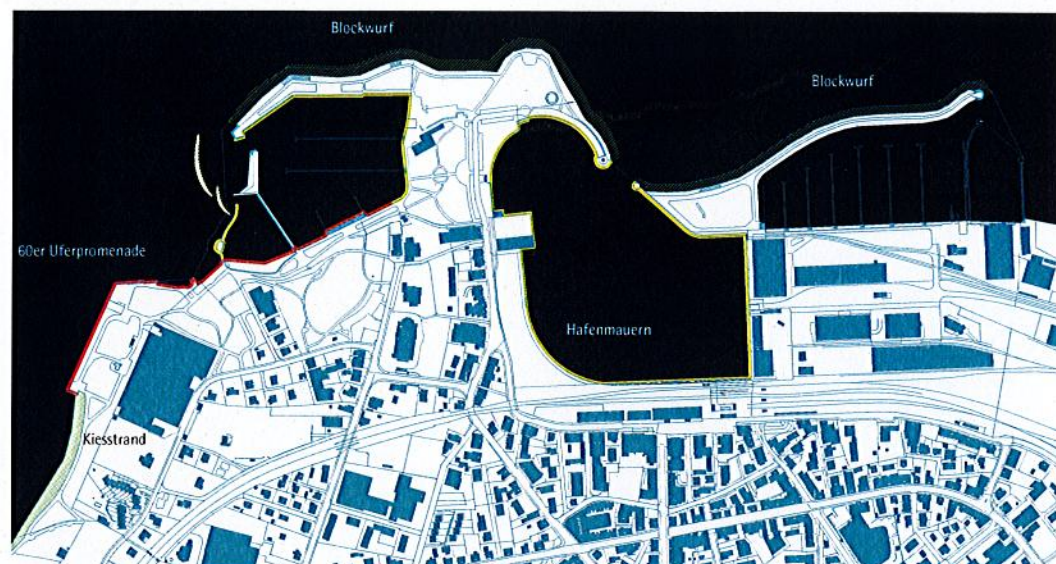 Blockwurf
Blockwurf
60er Uferpromenade
Hafenmauern
Kiesstrand